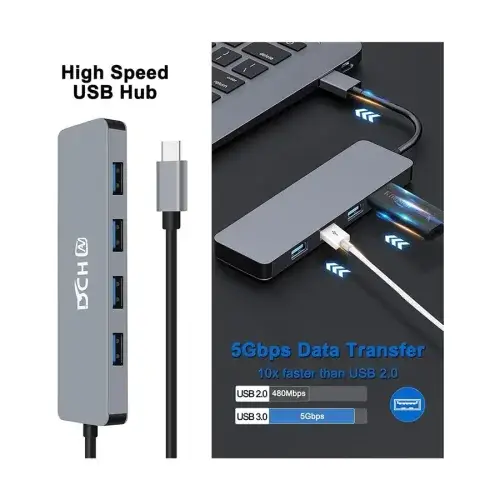 High Speed
USB Hub
DCH AV
5Gbps Data Transfer
10x faster than USB 2.0
USB 2.0 480Mbps
USB 3.0 5Gbps